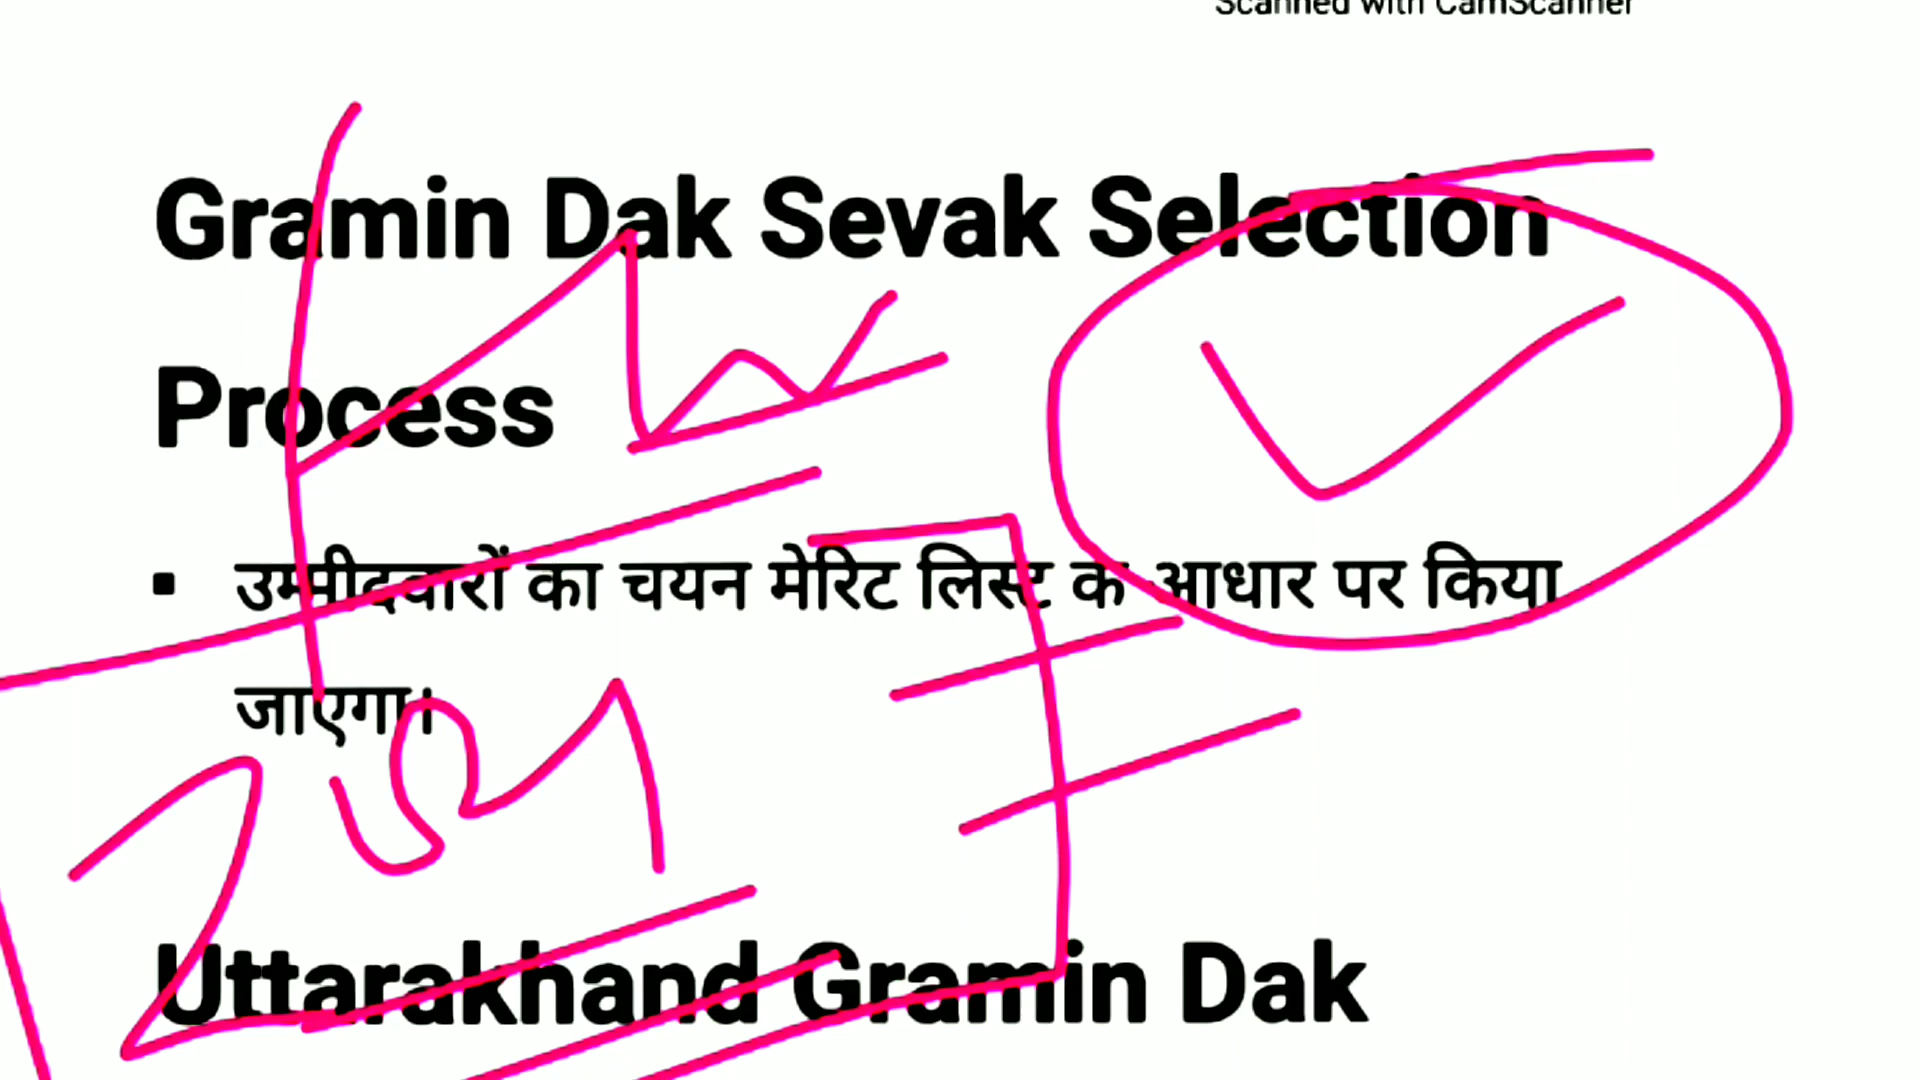 Scanned with CamScanner
Gramin Dak Sevak Selection
Process
▪ उम्मीदवारों का चयन मेरिट लिस्ट के आधार पर किया
जाएगा।
Uttarakhand Gramin Dak